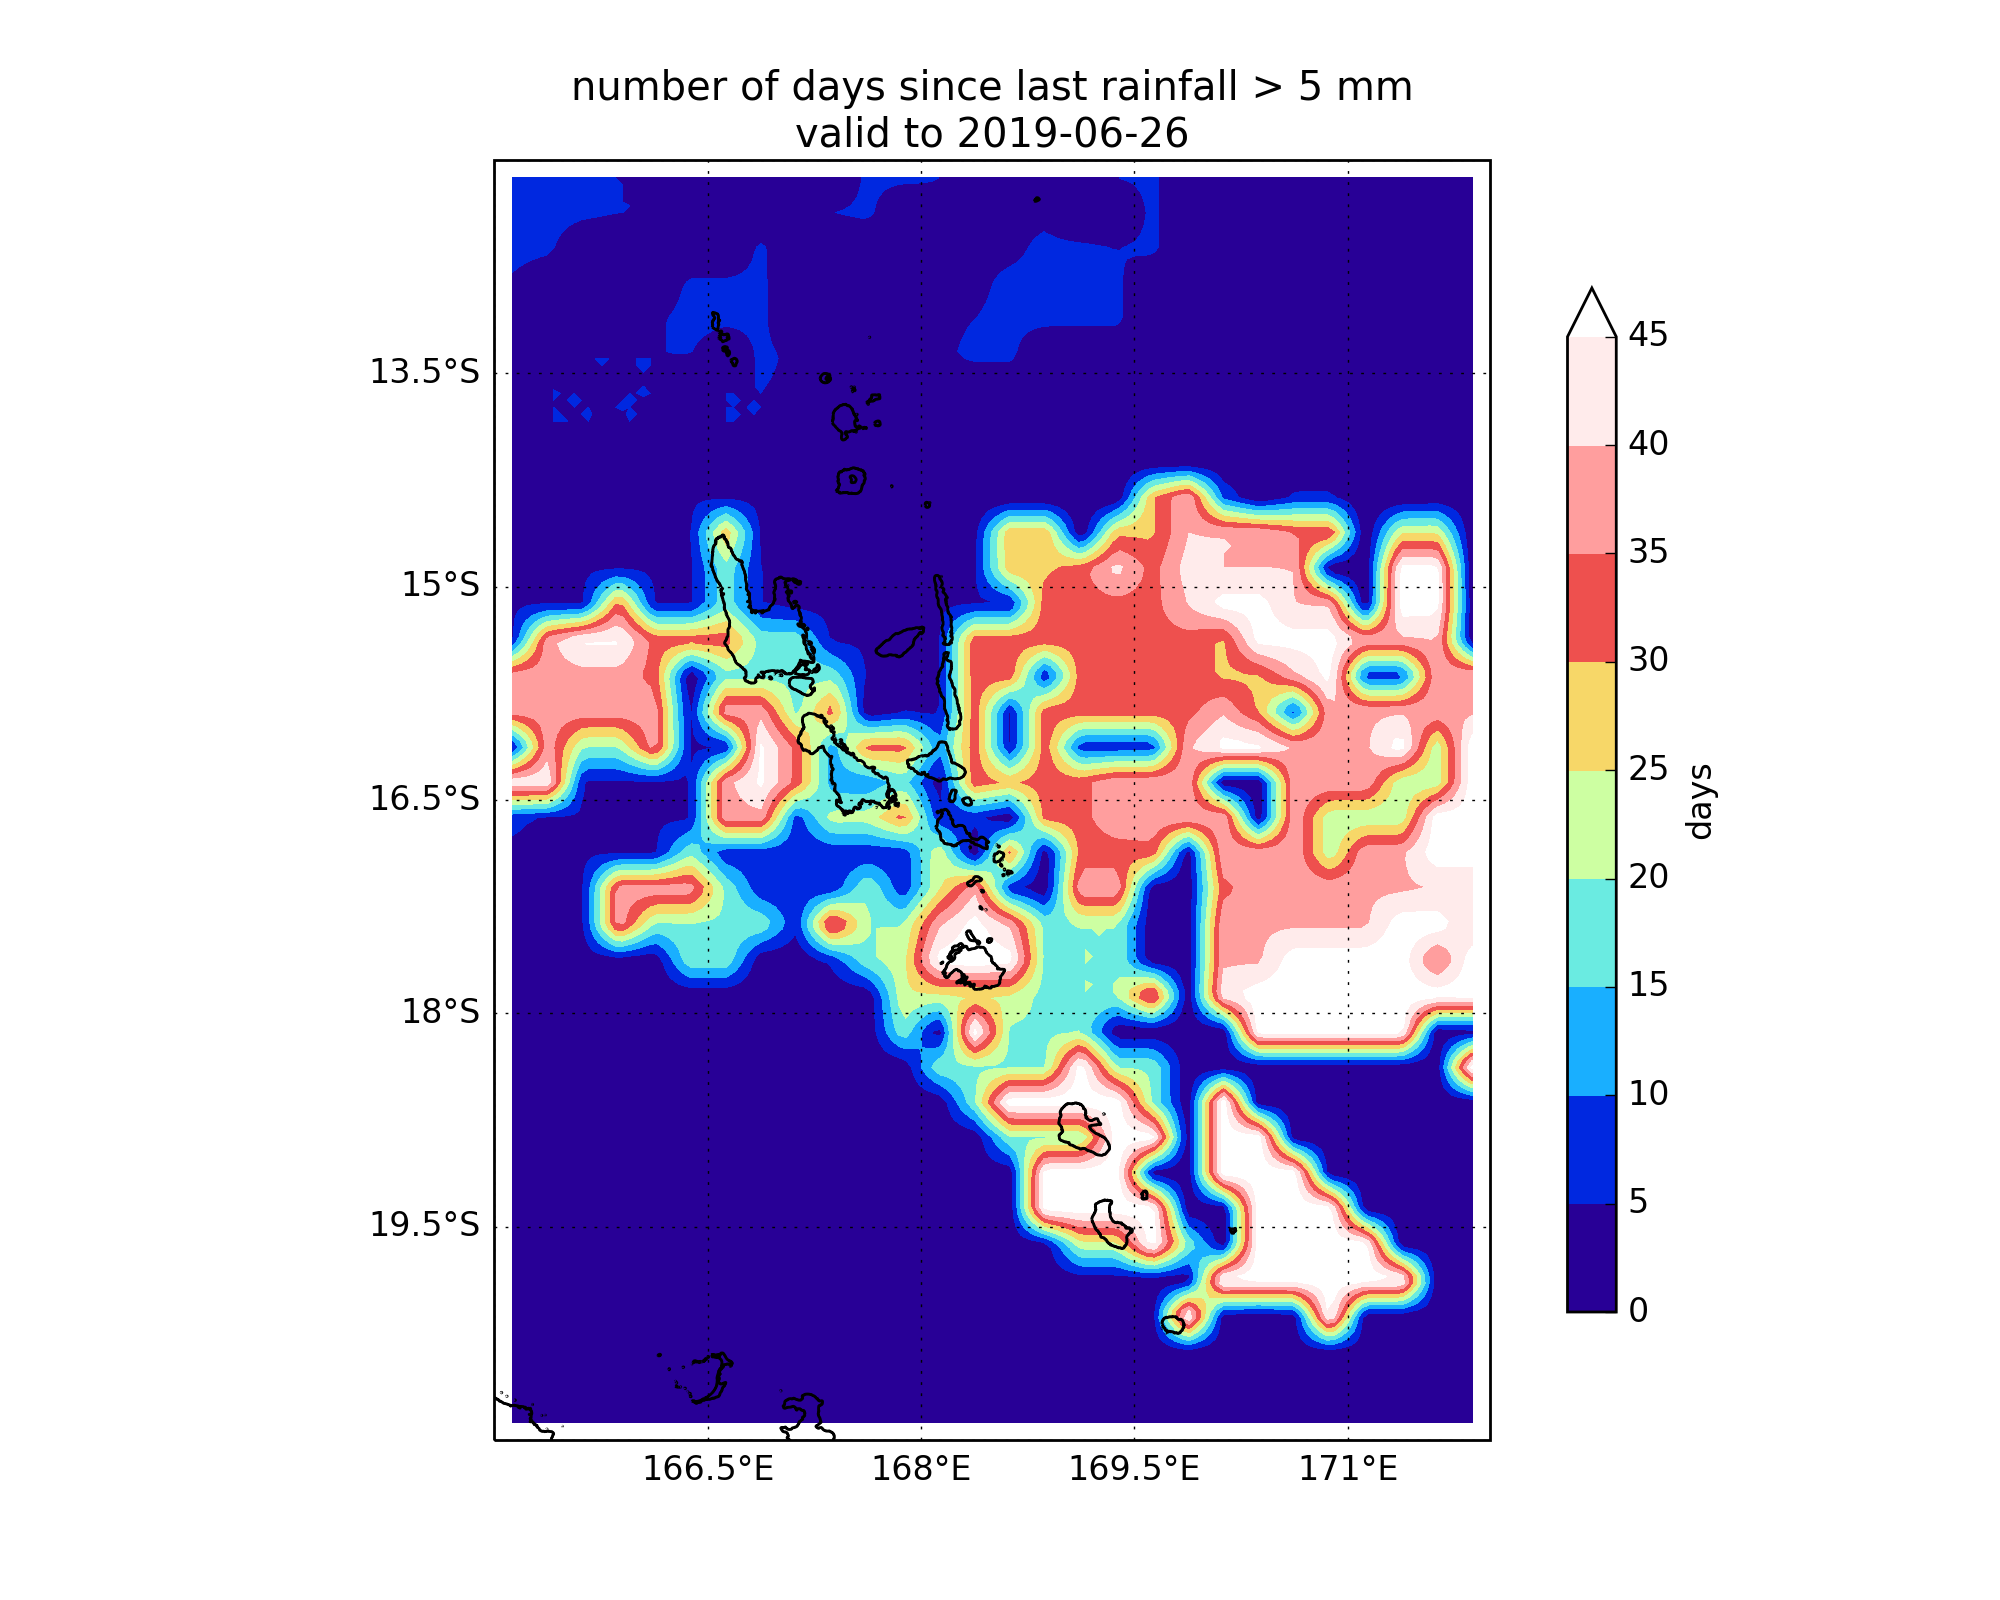 number of days since last rainfall > 5 mm
valid to 2019-06-26
13.5°S
15°S
16.5°S
18°S
19.5°S
166.5°E
168°E
169.5°E
171°E
45
40
35
30
25
20
15
10
5
0
days